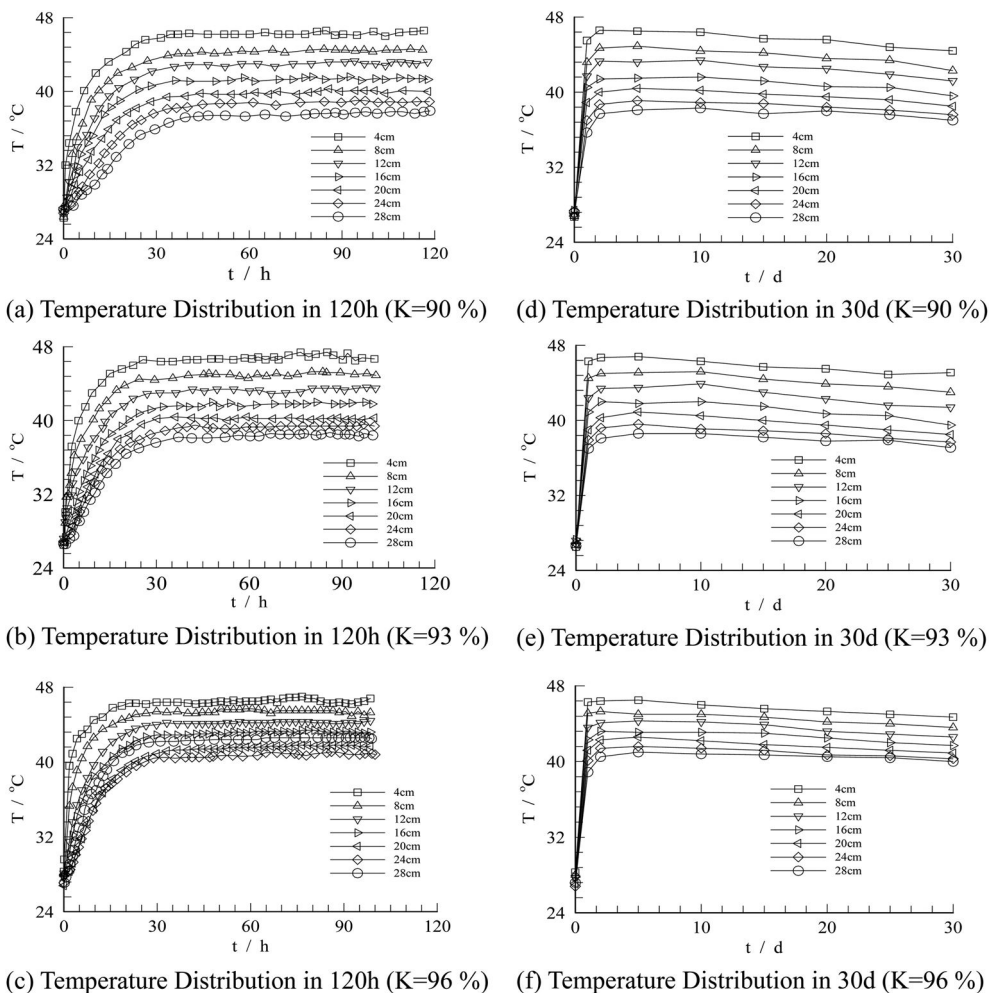 48
40
32
24
T / °C
0
30
60
90
120
t / h
4cm
8cm
12cm
16cm
20cm
24cm
28cm
(a) Temperature Distribution in 120h (K=90 %)
48
40
32
24
T / °C
0
10
20
30
t / d
4cm
8cm
12cm
16cm
20cm
24cm
28cm
(d) Temperature Distribution in 30d (K=90 %)
48
40
32
24
T / °C
0
30
60
90
120
t / h
4cm
8cm
12cm
16cm
20cm
24cm
28cm
(b) Temperature Distribution in 120h (K=93 %)
48
40
32
24
T / °C
0
10
20
30
t / d
4cm
8cm
12cm
16cm
20cm
24cm
28cm
(e) Temperature Distribution in 30d (K=93 %)
48
40
32
24
T / °C
0
30
60
90
120
t / h
4cm
8cm
12cm
16cm
20cm
24cm
28cm
(c) Temperature Distribution in 120h (K=96 %)
48
40
32
24
T / °C
0
10
20
30
t / d
4cm
8cm
12cm
16cm
20cm
24cm
28cm
(f) Temperature Distribution in 30d (K=96 %)